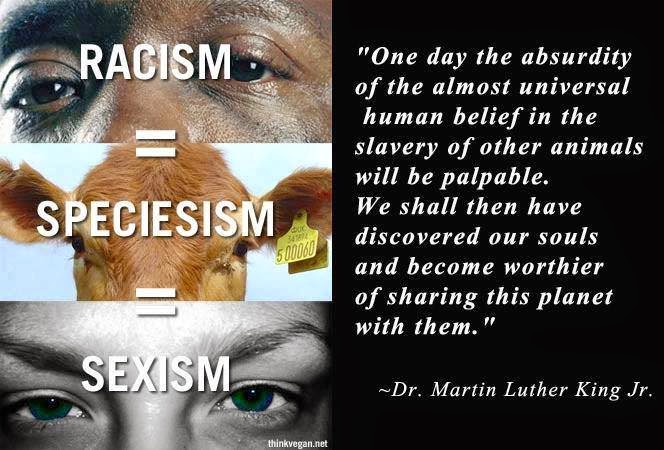 RACISM
=
SPECIESISM
500060
=
SEXISM
thinkvegan.net
"One day the absurdity
of the almost universal
human belief in the
slavery of other animals
will be palpable.
We shall then have
discovered our souls
and become worthier
of sharing this planet
with them."
~Dr. Martin Luther King Jr.